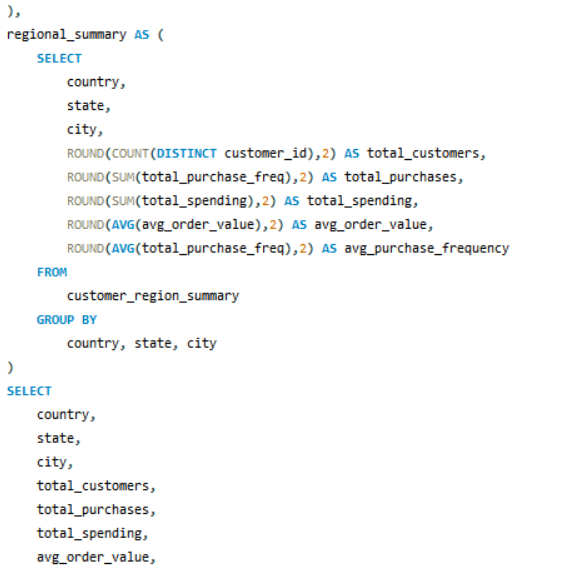 ),
regional_summary AS (
    SELECT
        country,
        state,
        city,
        ROUND(COUNT(DISTINCT customer_id),2) AS total_customers,
        ROUND(SUM(total_purchase_freq),2) AS total_purchases,
        ROUND(SUM(total_spending),2) AS total_spending,
        ROUND(AVG(avg_order_value),2) AS avg_order_value,
        ROUND(AVG(total_purchase_freq),2) AS avg_purchase_frequency
    FROM
        customer_region_summary
    GROUP BY
        country, state, city
)
SELECT
    country,
    state,
    city,
    total_customers,
    total_purchases,
    total_spending,
    avg_order_value,